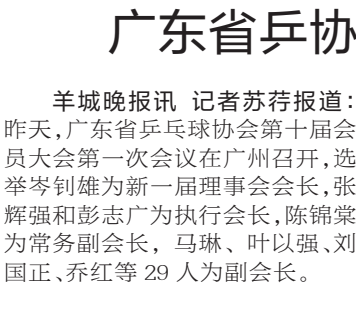 广东省乒协
羊城晚报讯 记者苏荇报道：
昨天，广东省乒乓球协会第十届会
员大会第一次会议在广州召开，选
举岑钊雄为新一届理事会会长，张
辉强和彭志广为执行会长，陈锦棠
为常务副会长，马琳、叶以强、刘
国正、乔红等 29 人为副会长。